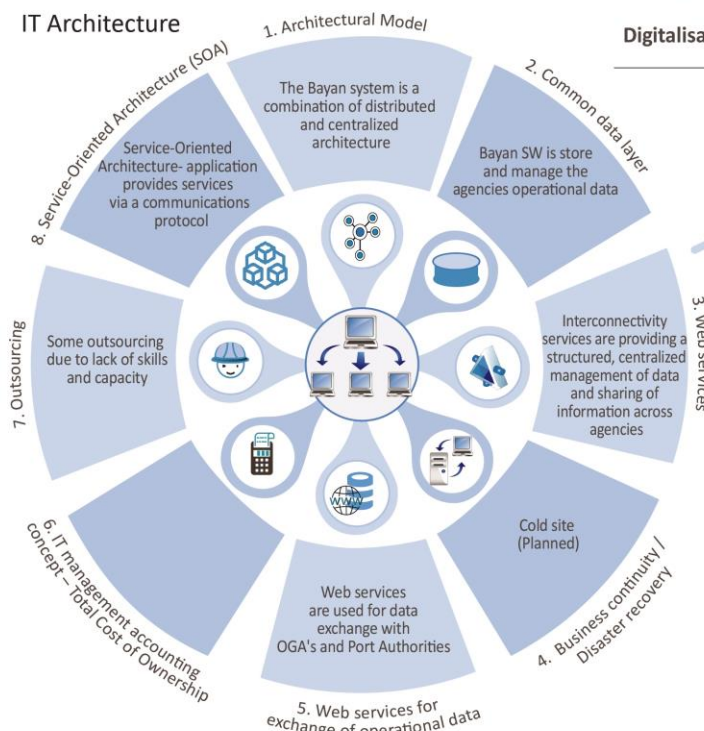 IT Architecture
Digitalisa
1. Architectural Model
The Bayan system is a
combination of distributed
and centralized
architecture
2. Common data layer
Bayan SW is store
and manage the
agencies operational data
3. Web services
Interconnectivity
services are providing a
structured, centralized
management of data
and sharing of
information across
agencies
4. Business continuity /
Disaster recovery
Cold site
(Planned)
5. Web services for
exchange of operational data
Web services
are used for data
exchange with
OGA's and Port Authorities
6. IT management accounting
concept – Total Cost of
Ownership
7. Outsourcing
Some outsourcing
due to lack of skills
and capacity
8. Service-Oriented Architecture (SOA)
Service-Oriented
Architecture- application
provides services
via a communications
protocol
WWW